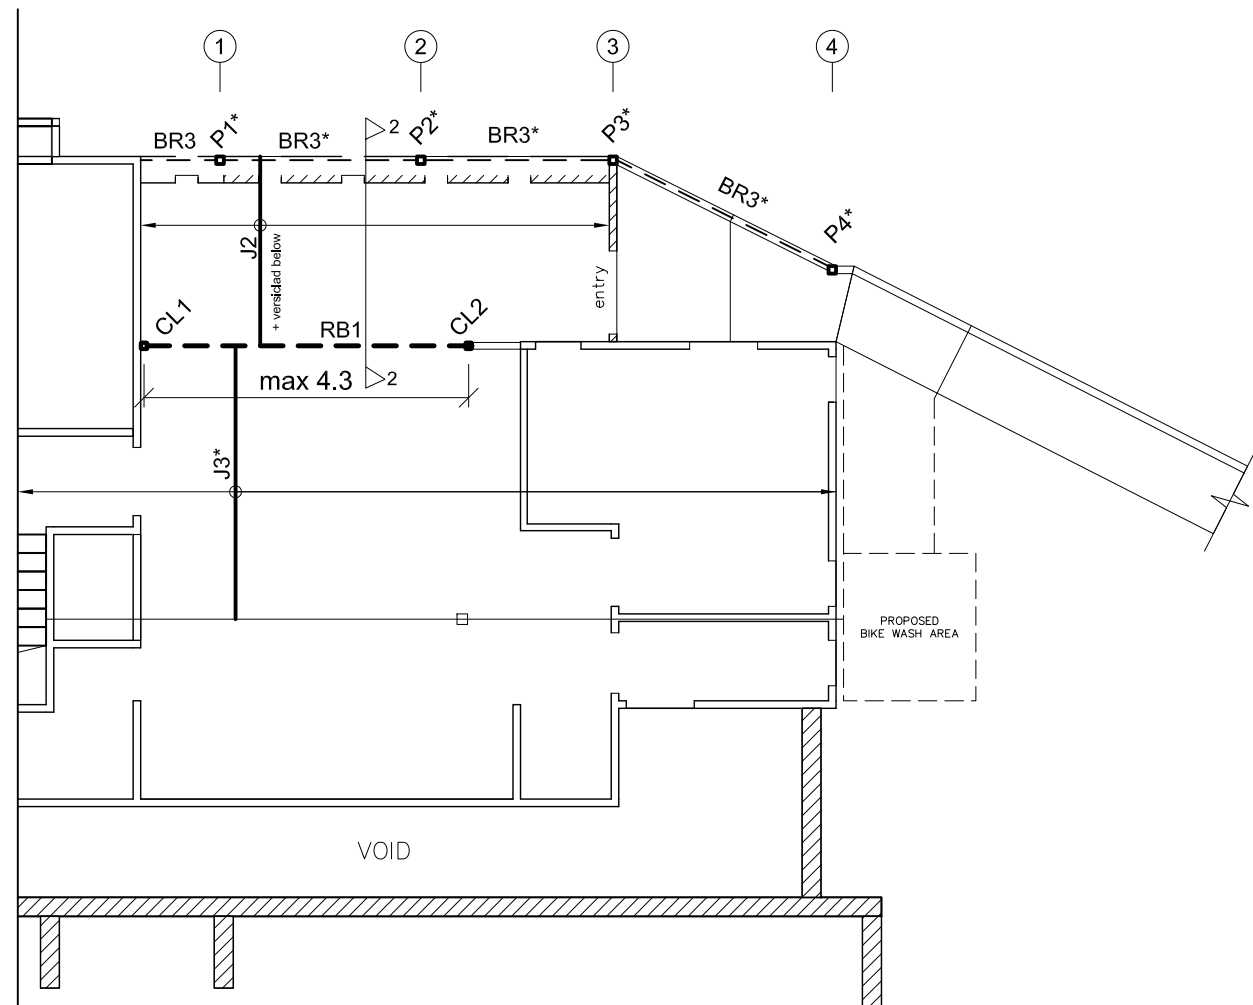 1
2
3
4
BR3
P1*
BR3*
2
P2*
BR3*
P3*
BR3*
P4*
J2
+ versiclad below
entry
CL1
RB1
CL2
2
max 4.3
J3*
PROPOSED
BIKE WASH AREA
VOID